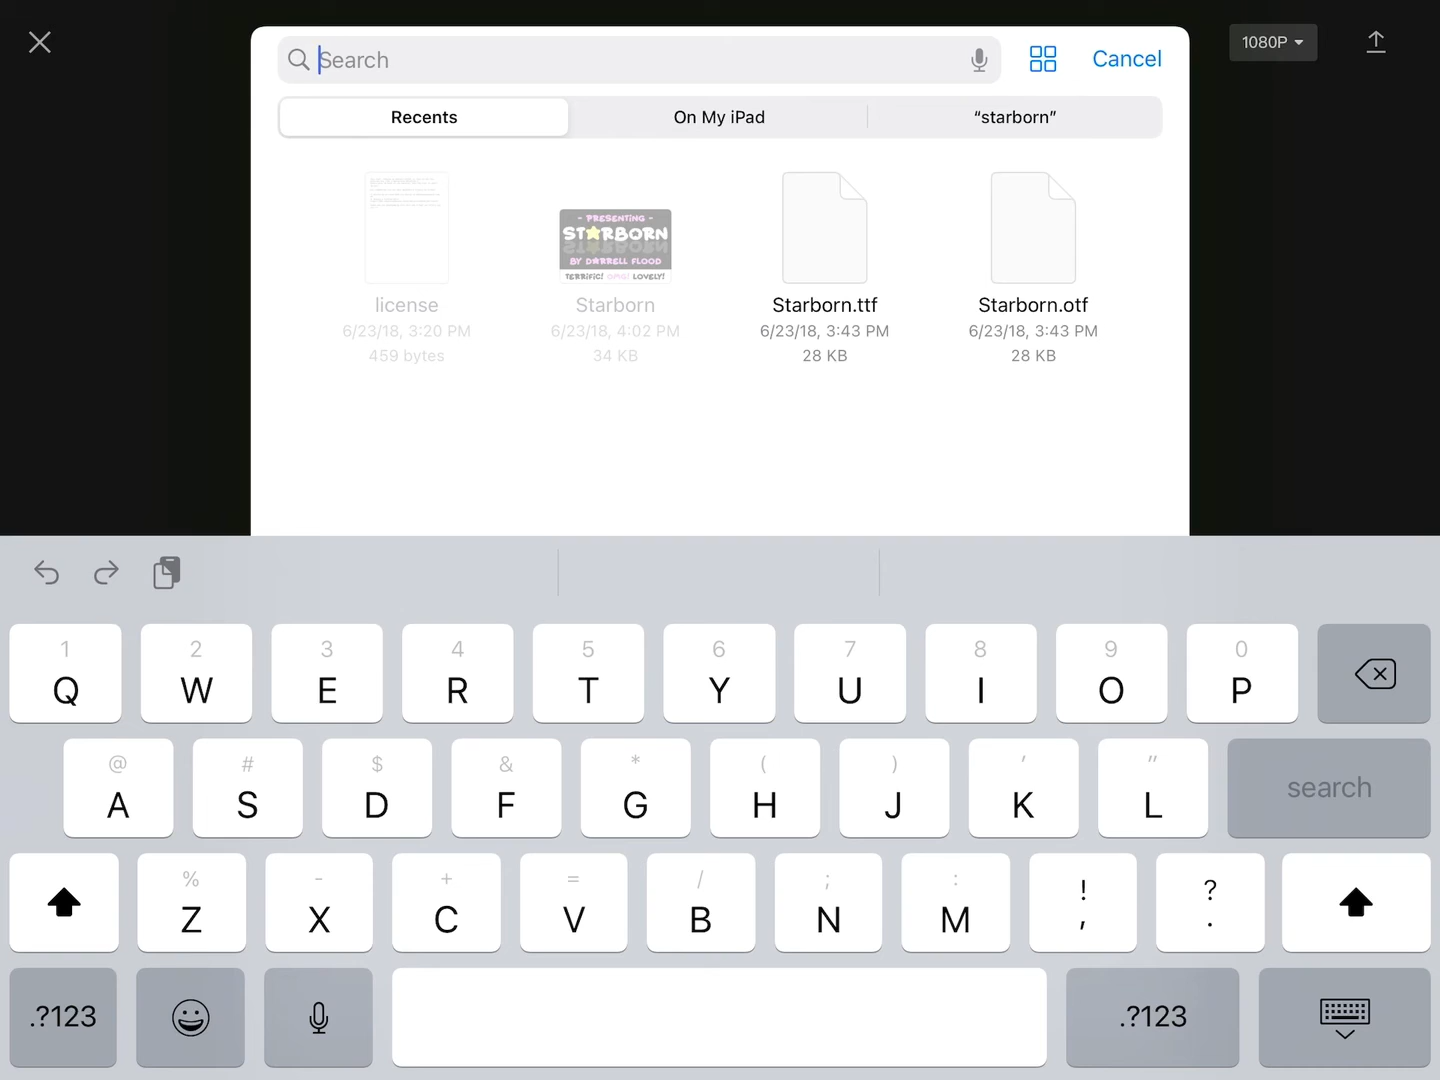 Search
Cancel
1080P
Recents
On My iPad
“starborn”
- PRESENTING -
STARBORN
BY DARRELL FLOOD
TERRIFIC! OMG! LOVELY!
license
6/23/18, 3:20 PM
459 bytes
Starborn
6/23/18, 4:02 PM
34 KB
Starborn.ttf
6/23/18, 3:43 PM
28 KB
Starborn.otf
6/23/18, 3:43 PM
28 KB
1 2 3 4 5 6 7 8 9 0
Q W E R T Y U I O P
@ # $ & * ( ) ' "
A S D F G H J K L search
% - + = / ; : ! ?
Z X C V B N M , .
.?123 .?123